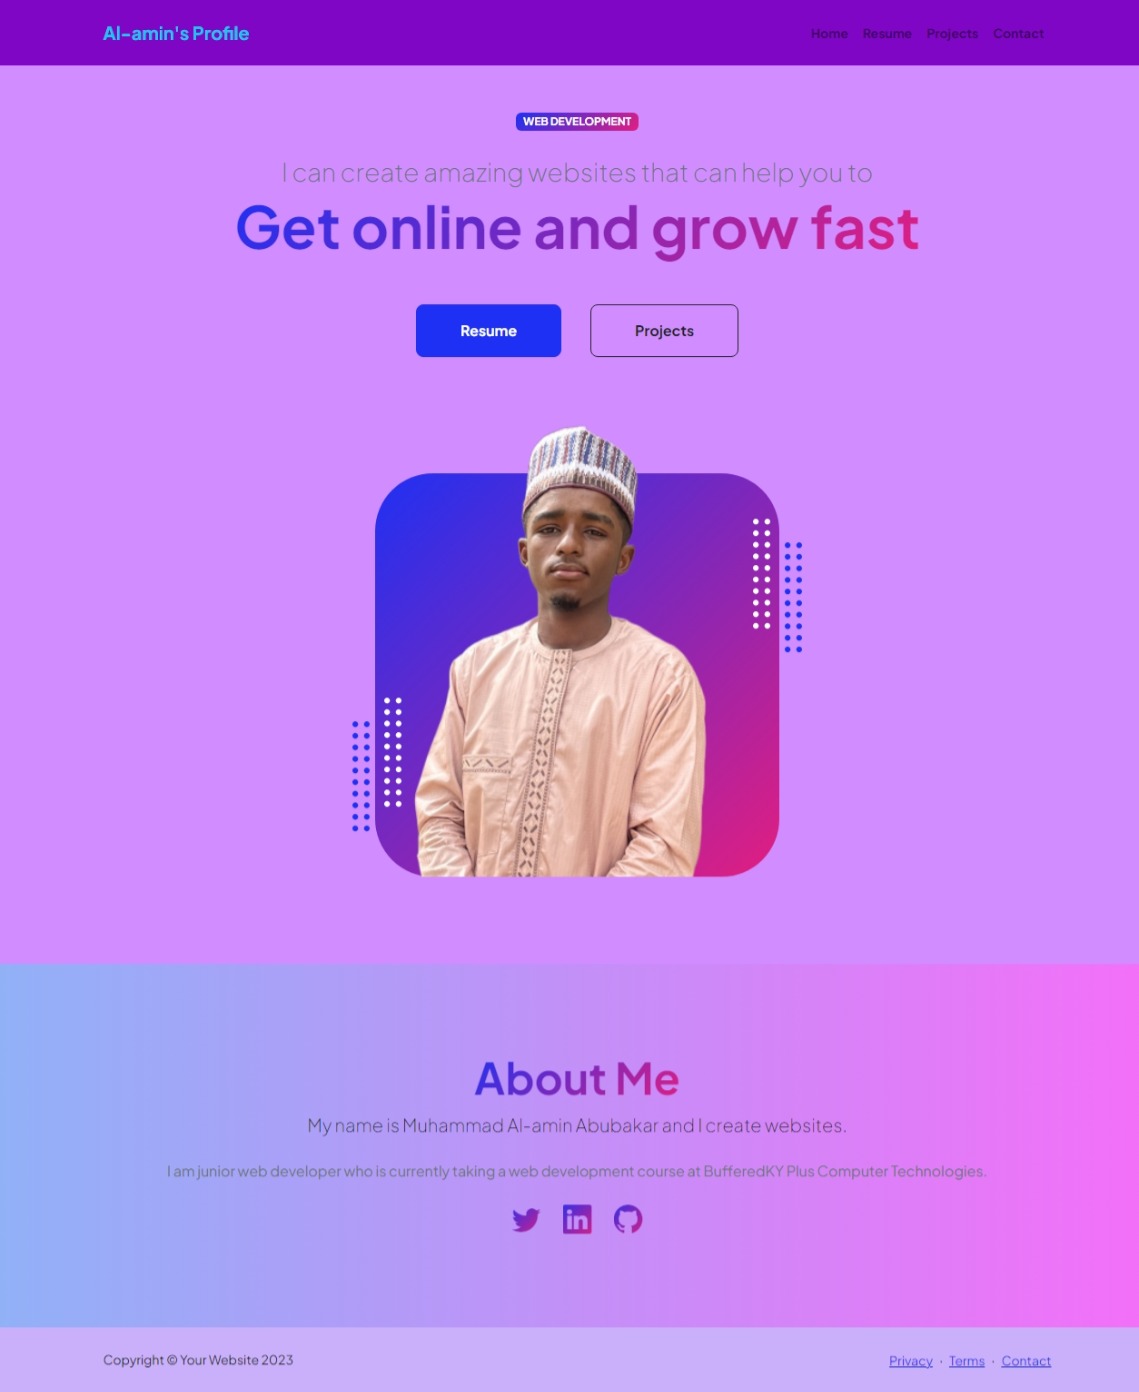 Al-amin's Profile
Home Resume Projects Contact
WEB DEVELOPMENT
I can create amazing websites that can help you to
Get online and grow fast
Resume Projects
About Me
My name is Muhammad Al-amin Abubakar and I create websites.
I am junior web developer who is currently taking a web development course at BufferedKY Plus Computer Technologies.
in
Copyright © Your Website 2023
Privacy · Terms · Contact